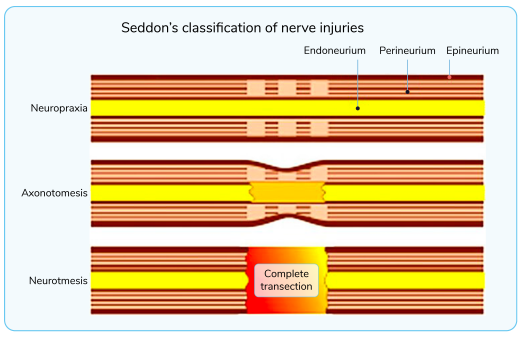 Seddon's classification of nerve injuries
Endoneurium Perineurium Epineurium
Neuropraxia
Axonotomesis
Neurotmesis
Complete
transection